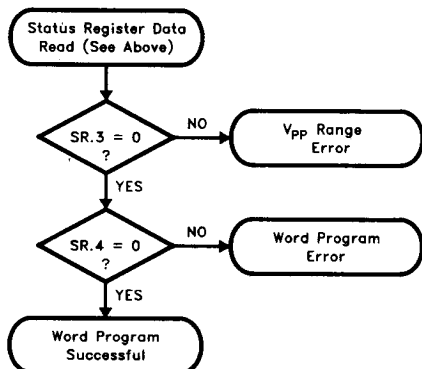 Status Register Data
Read (See Above)
SR.3 = 0
?
NO
VPP Range
Error
YES
SR.4 = 0
?
NO
Word Program
Error
YES
Word Program
Successful